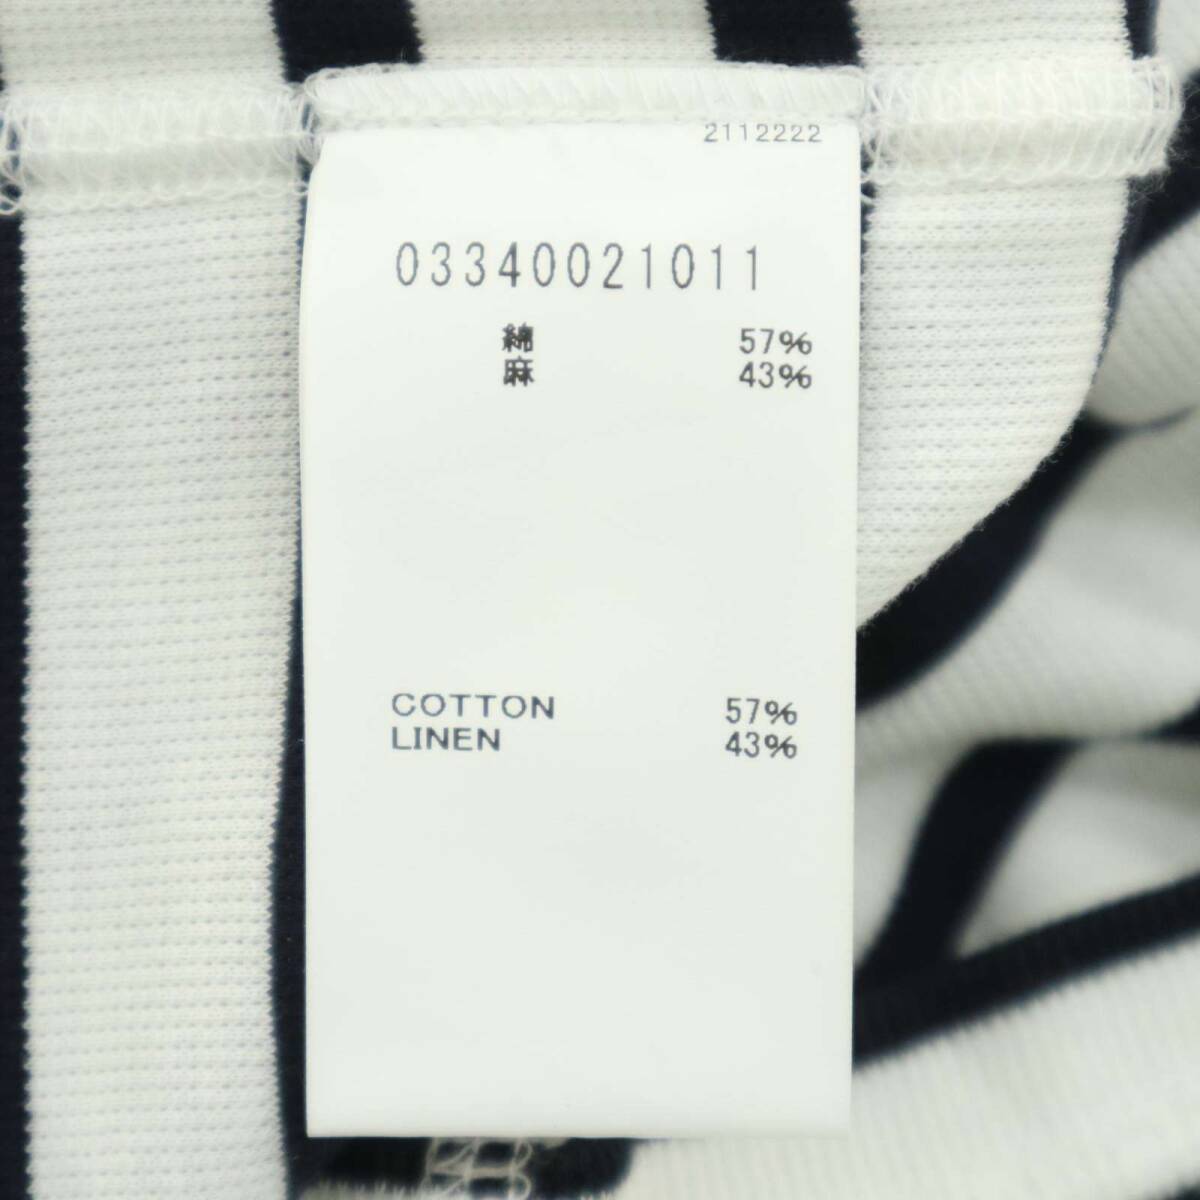 2112222
03340021011
綿 57%
麻 43%
COTTON 57%
LINEN 43%